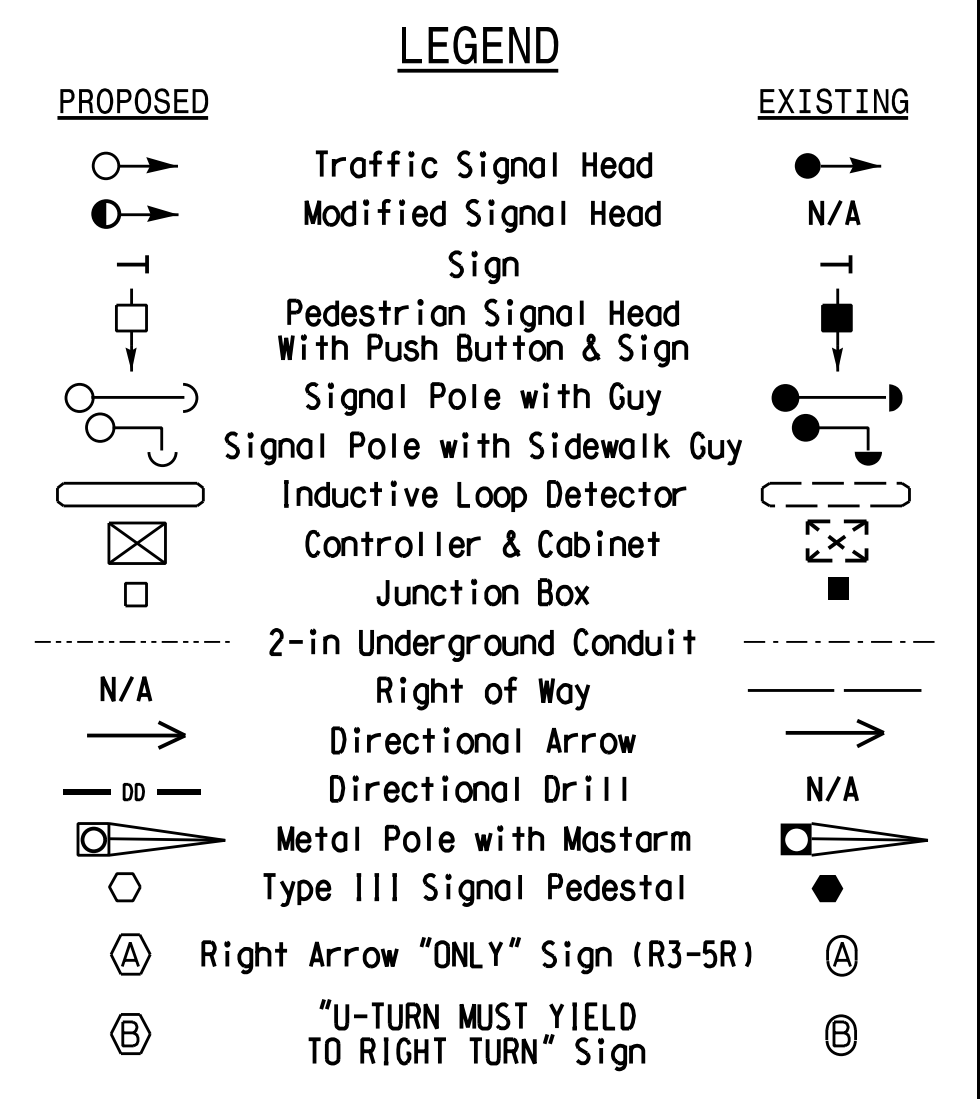 LEGEND
PROPOSED EXISTING
Traffic Signal Head
Modified Signal Head N/A
Sign
Pedestrian Signal Head
With Push Button & Sign
Signal Pole with Guy
Signal Pole with Sidewalk Guy
Inductive Loop Detector
Controller & Cabinet
Junction Box
2-in Underground Conduit
N/A Right of Way
Directional Arrow
DD Directional Drill N/A
Metal Pole with Mastarm
Type III Signal Pedestal
A Right Arrow "ONLY" Sign (R3-5R) A
"U-TURN MUST YIELD
B TO RIGHT TURN" Sign B